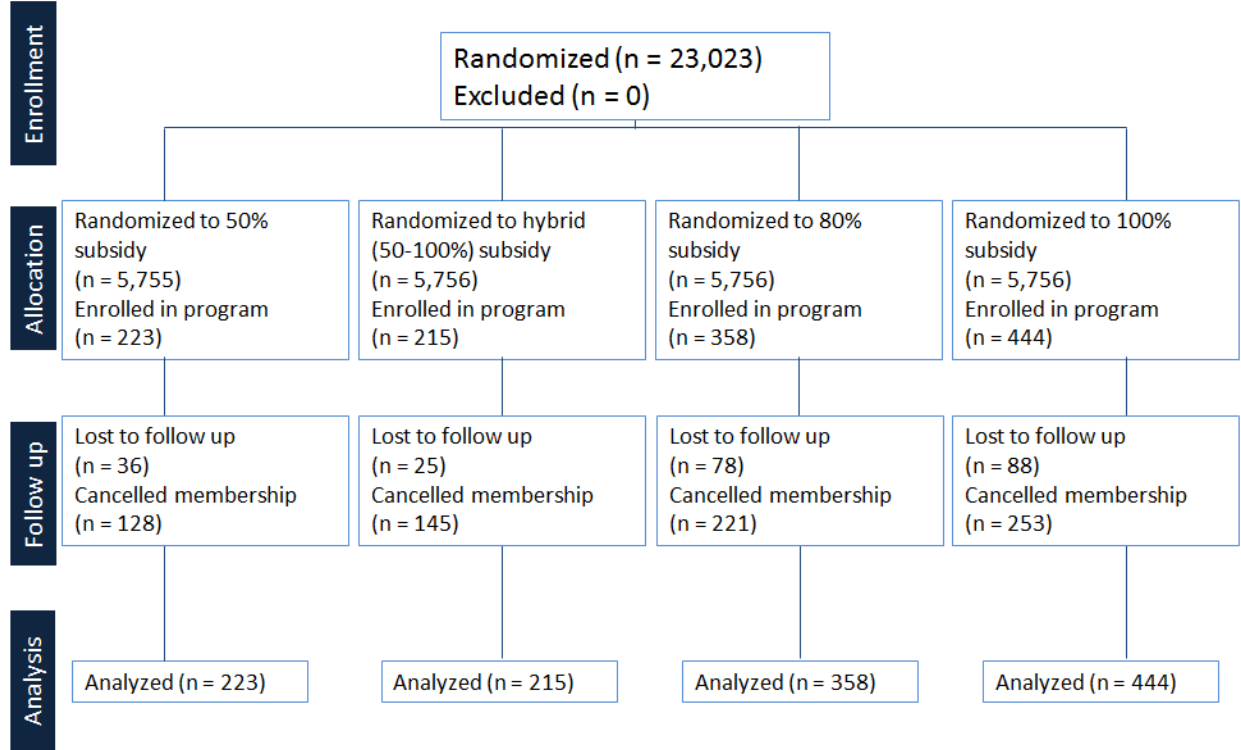 Enrollment
Randomized (n = 23,023)
Excluded (n = 0)
Allocation
Randomized to 50%
subsidy
(n = 5,755)
Enrolled in program
(n = 223)
Randomized to hybrid
(50-100%) subsidy
(n = 5,756)
Enrolled in program
(n = 215)
Randomized to 80%
subsidy
(n = 5,756)
Enrolled in program
(n = 358)
Randomized to 100%
subsidy
(n = 5,756)
Enrolled in program
(n = 444)
Follow up
Lost to follow up
(n = 36)
Cancelled membership
(n = 128)
Lost to follow up
(n = 25)
Cancelled membership
(n = 145)
Lost to follow up
(n = 78)
Cancelled membership
(n = 221)
Lost to follow up
(n = 88)
Cancelled membership
(n = 253)
Analysis
Analyzed (n = 223)
Analyzed (n = 215)
Analyzed (n = 358)
Analyzed (n = 444)